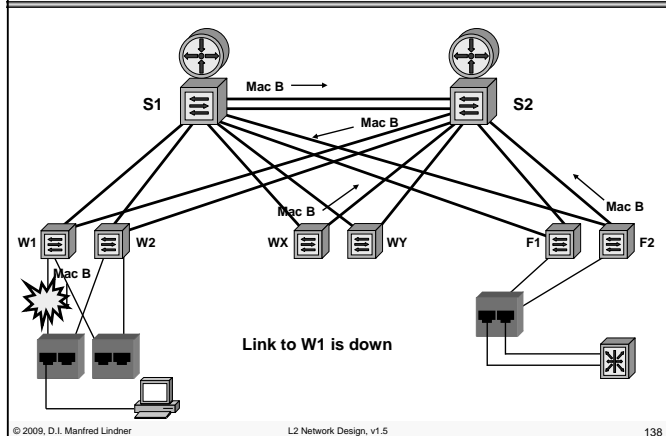 Mac B
S1
S2
Mac B
Mac B
Mac B
W1
W2
WX
WY
F1
F2
Mac B
Link to W1 is down
© 2009, D.I. Manfred Lindner
L2 Network Design, v1.5
138